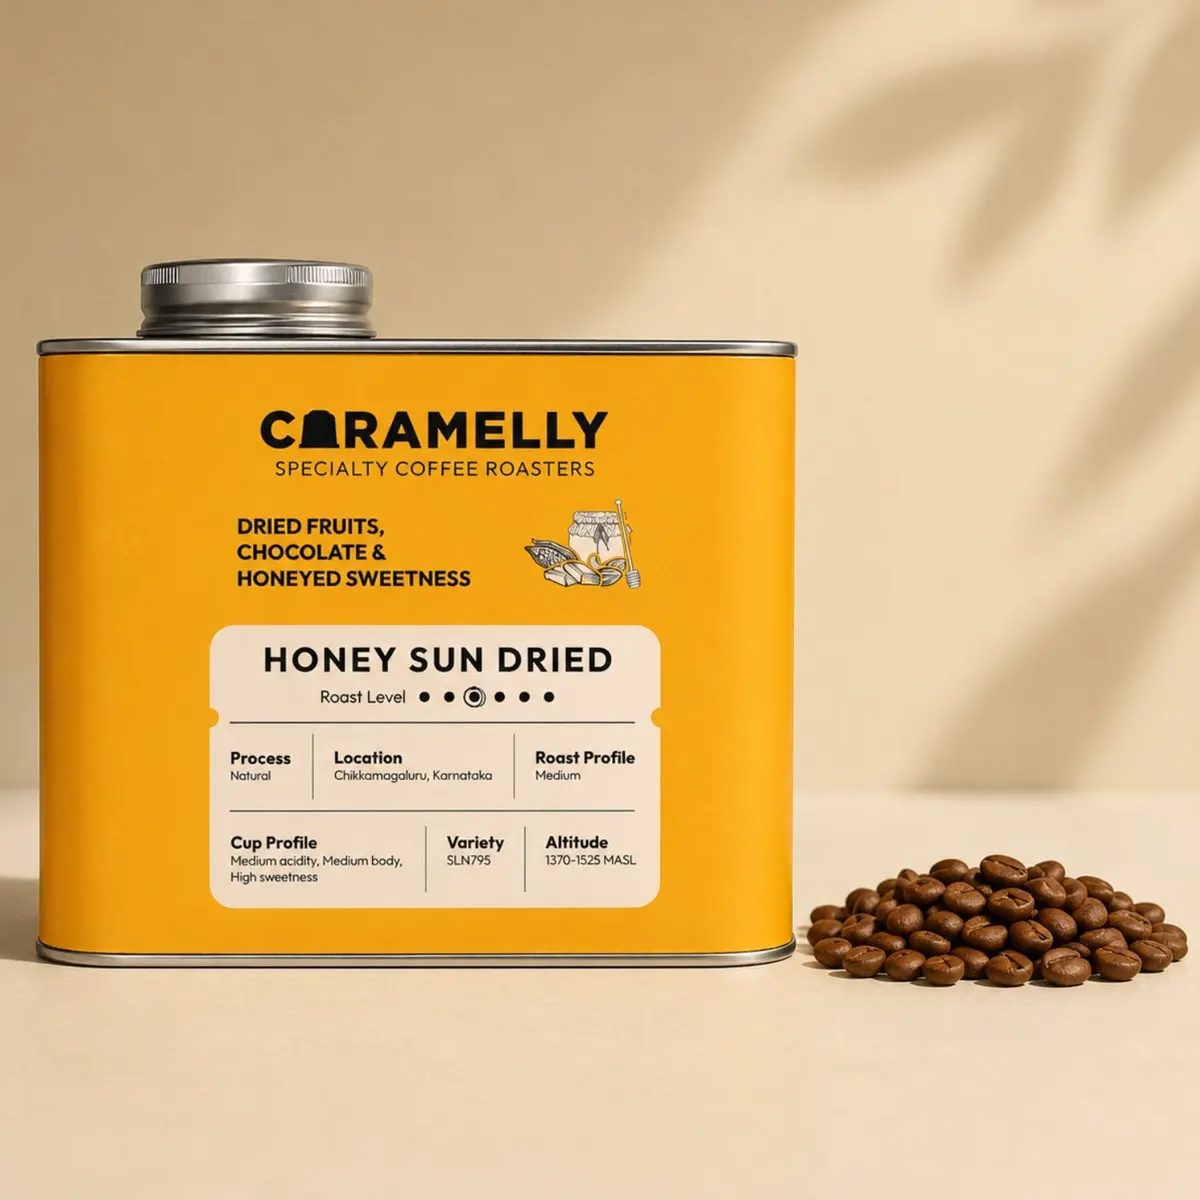 CARAMELLY
SPECIALTY COFFEE ROASTERS
DRIED FRUITS,
CHOCOLATE &
HONEYED SWEETNESS
HONEY SUN DRIED
Roast Level
Process
Natural
Location
Chikkamagaluru, Karnataka
Roast Profile
Medium
Cup Profile
Medium acidity, Medium body,
High sweetness
Variety
SLN795
Altitude
1370-1525 MASL